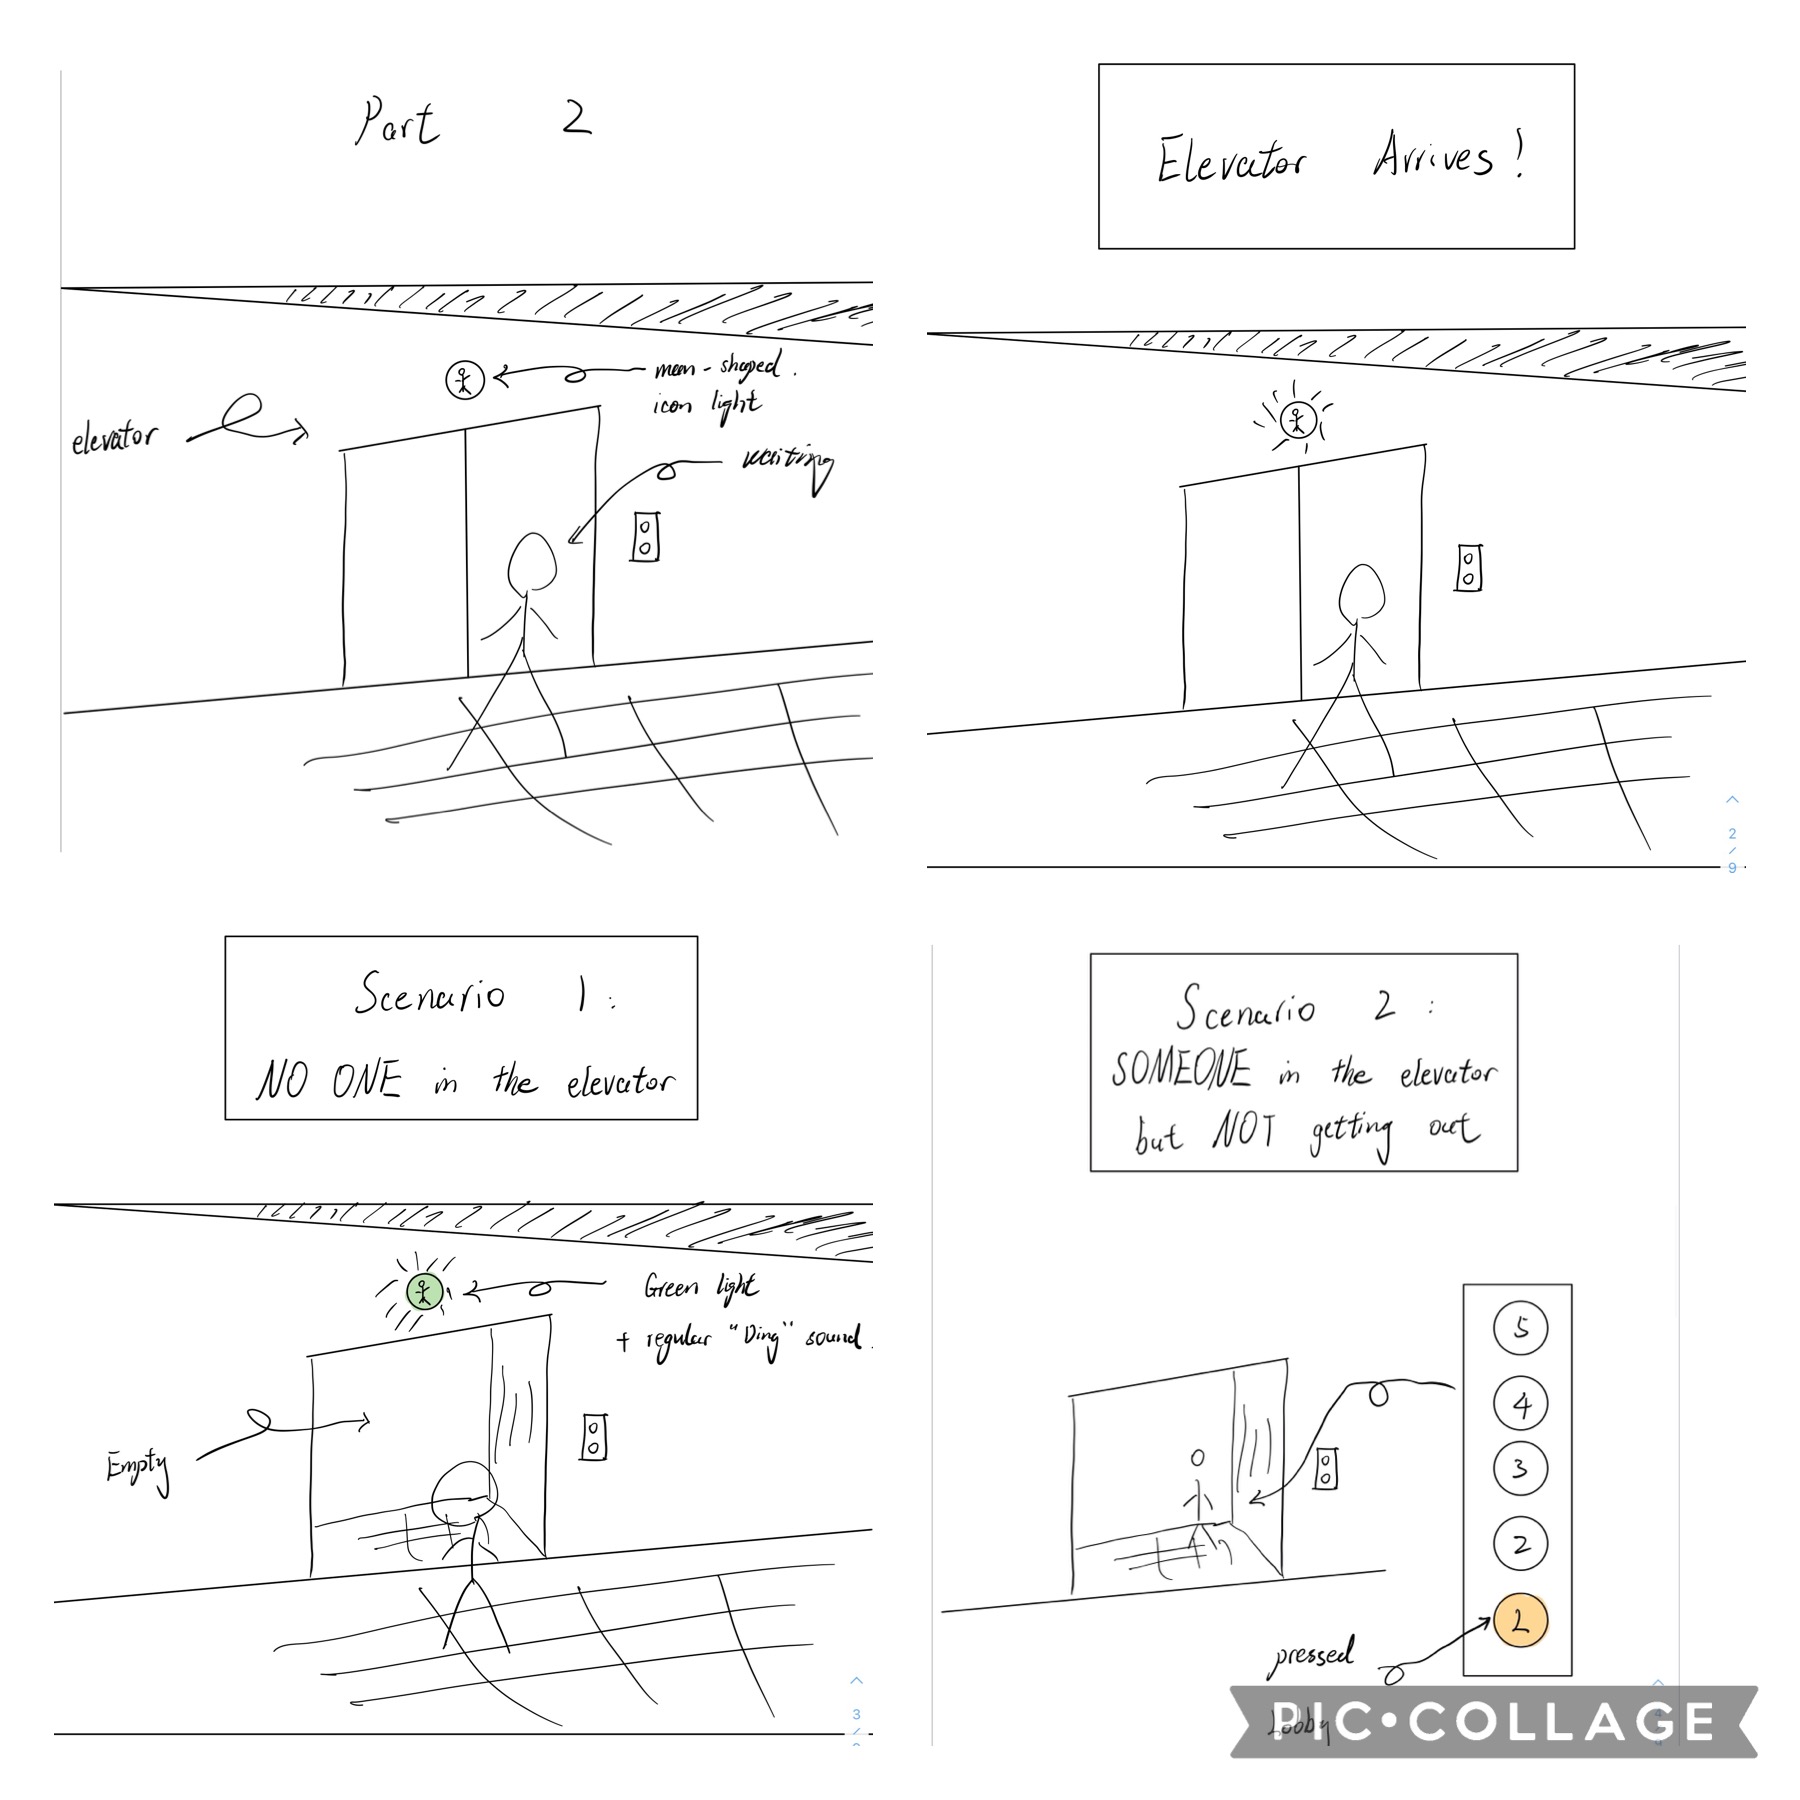 Part 2
man-shaped.
icon light
elevator
waiting
Elevator Arrives!
2
/
9
Scenario 1:
NO ONE in the elevator
Green light
+ regular "Ding" sound.
Empty
3
Scenario 2:
SOMEONE in the elevator
but NOT getting out
5
4
3
2
L
pressed
Lobby
PIC•COLLAGE